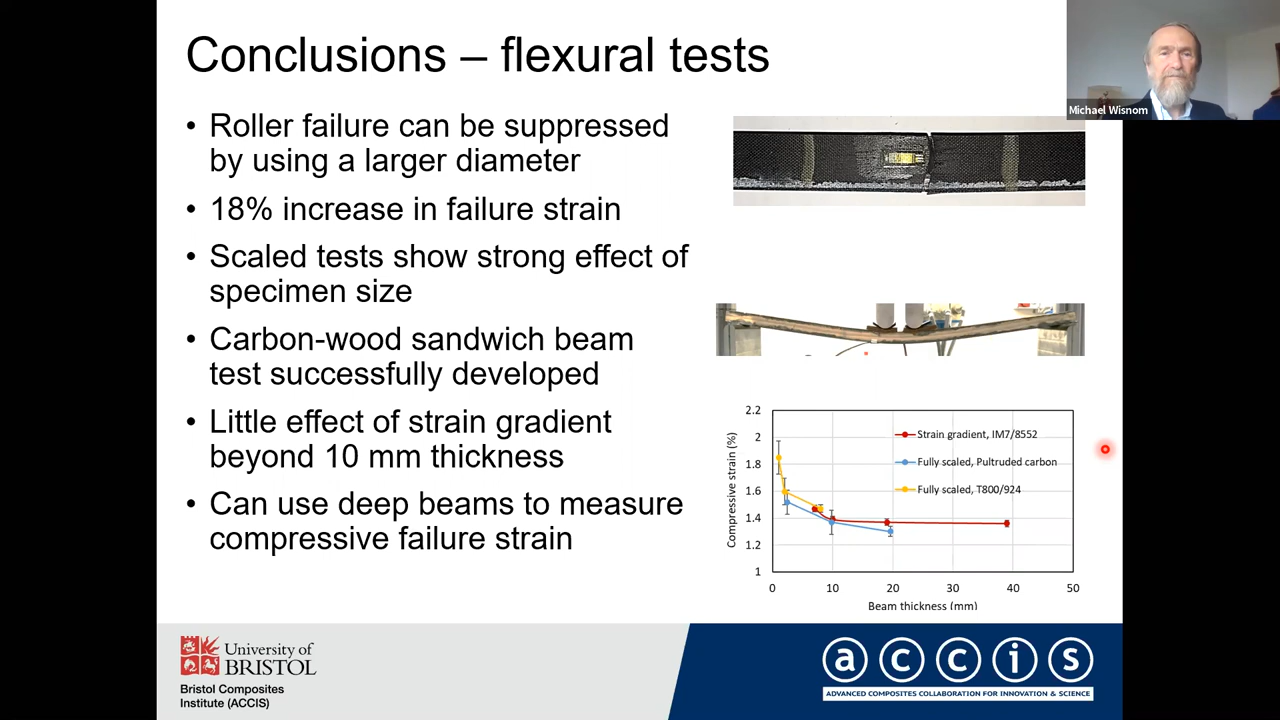 Conclusions – flexural tests
Michael Wisnom
• Roller failure can be suppressed
by using a larger diameter
• 18% increase in failure strain
• Scaled tests show strong effect of
specimen size
• Carbon-wood sandwich beam
test successfully developed
• Little effect of strain gradient
beyond 10 mm thickness
• Can use deep beams to measure
compressive failure strain
Compressive strain (%)
2.2
2
1.8
1.6
1.4
1.2
1
Strain gradient, IM7/8552
Fully scaled, Pultruded carbon
Fully scaled, T800/924
0 10 20 30 40 50
Beam thickness (mm)
University of
BRISTOL
Bristol Composites
Institute (ACCIS)
accis
ADVANCED COMPOSITES COLLABORATION FOR INNOVATION & SCIENCE